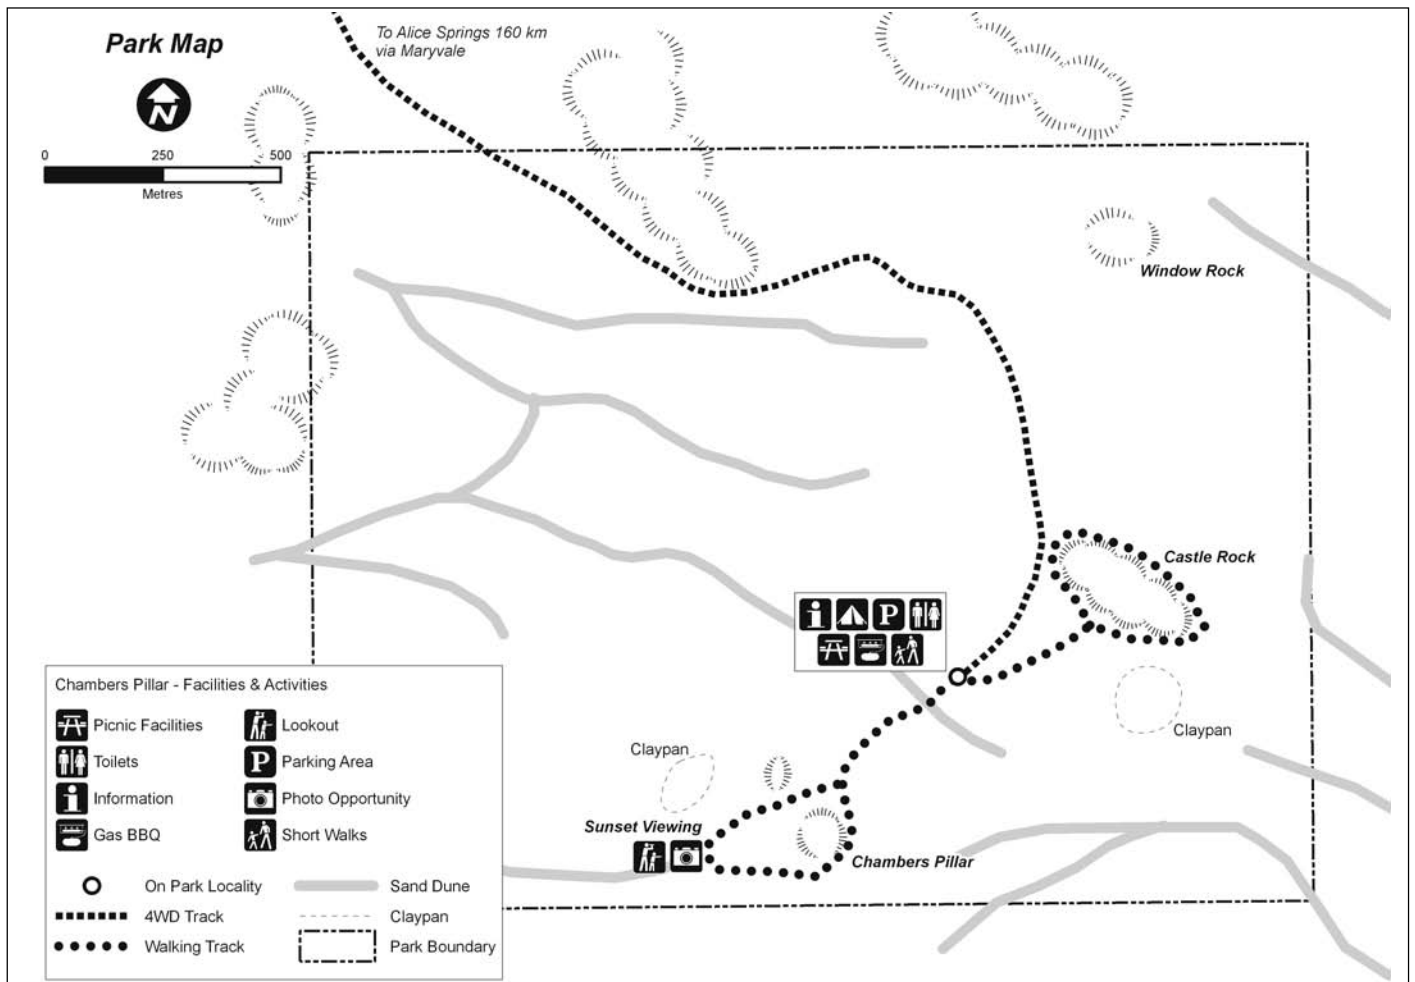 Park Map
To Alice Springs 160 km
via Maryvale
N
0 250 500
Metres
Window Rock
Castle Rock
i P
Claypan
Claypan
Sunset Viewing
Chambers Pillar
Chambers Pillar - Facilities & Activities
Picnic Facilities
Lookout
Toilets
P Parking Area
i Information
Photo Opportunity
Gas BBQ
Short Walks
On Park Locality
Sand Dune
4WD Track
Claypan
Walking Track
Park Boundary